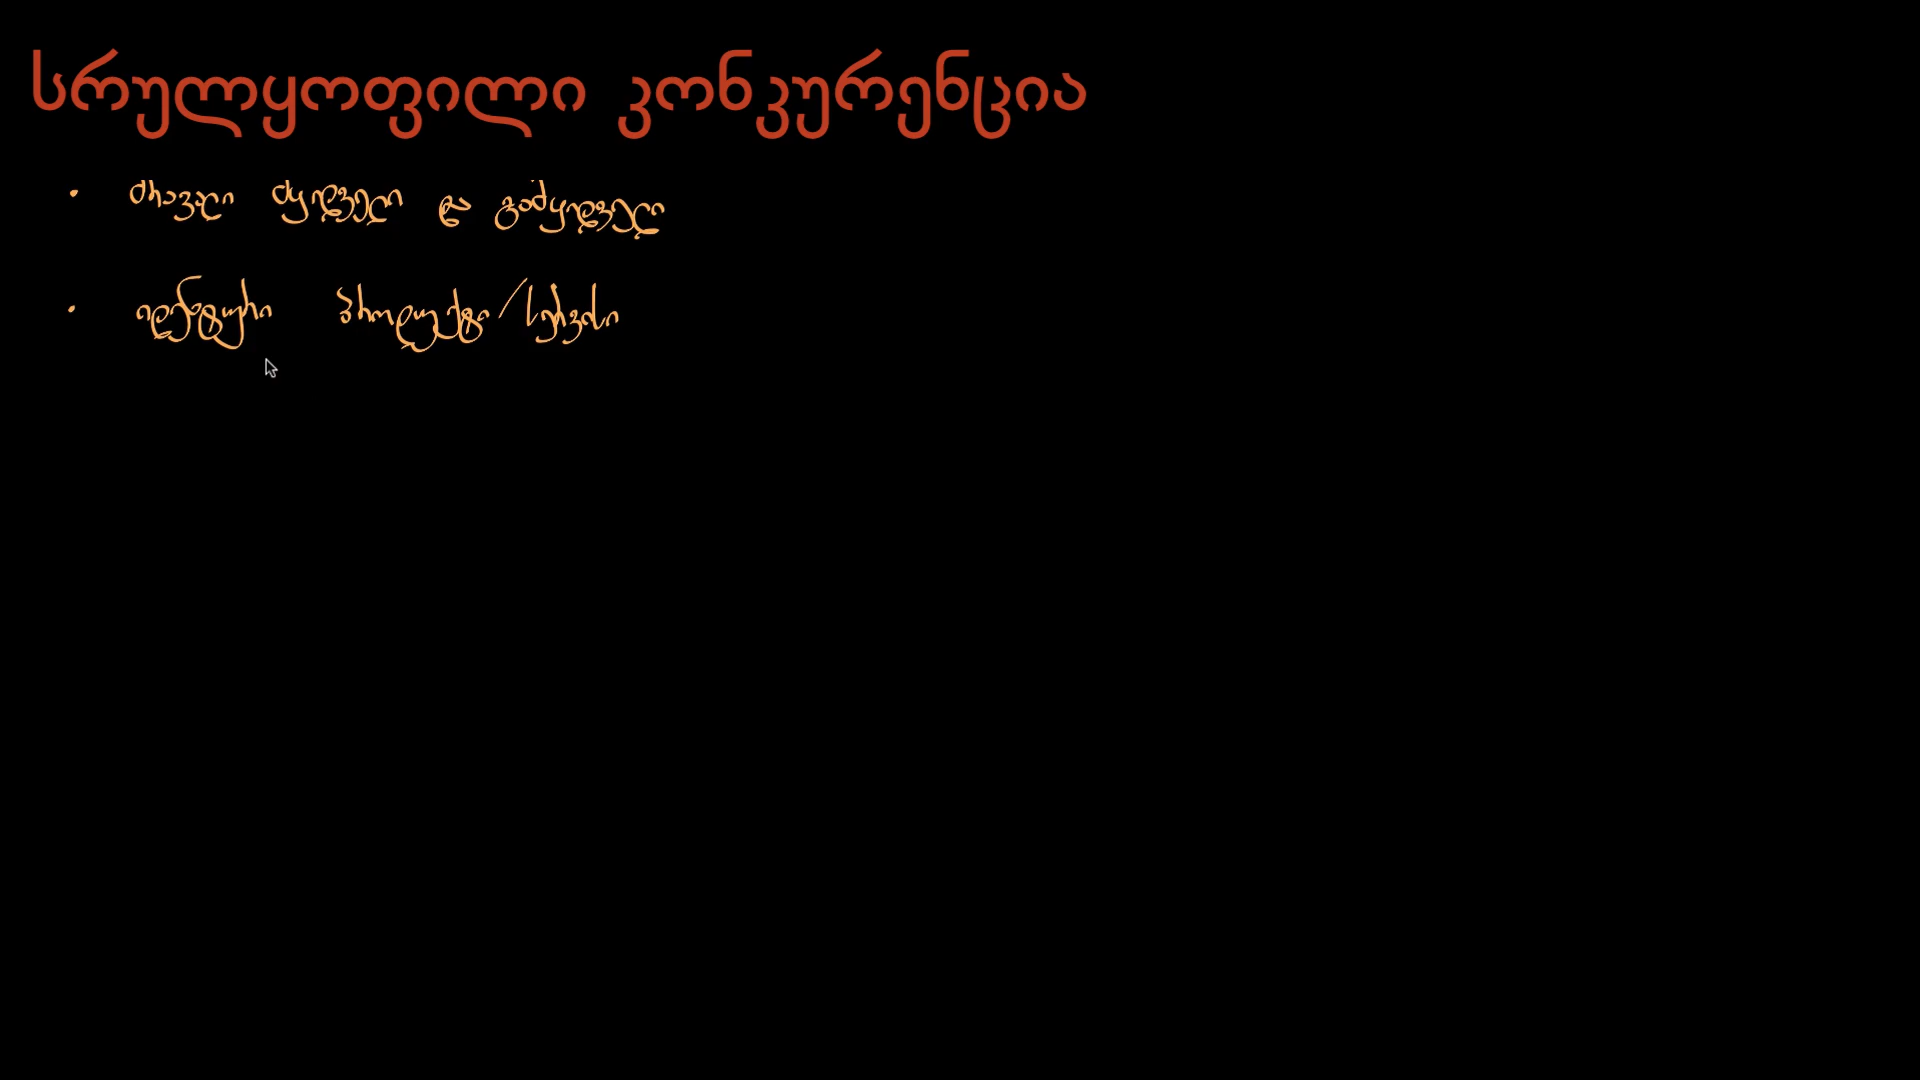 სრულყოფილი კონკურენცია
• მრავალი მყიდველი და გამყიდველი
• იდენტური პროდუქტი/სერვისი